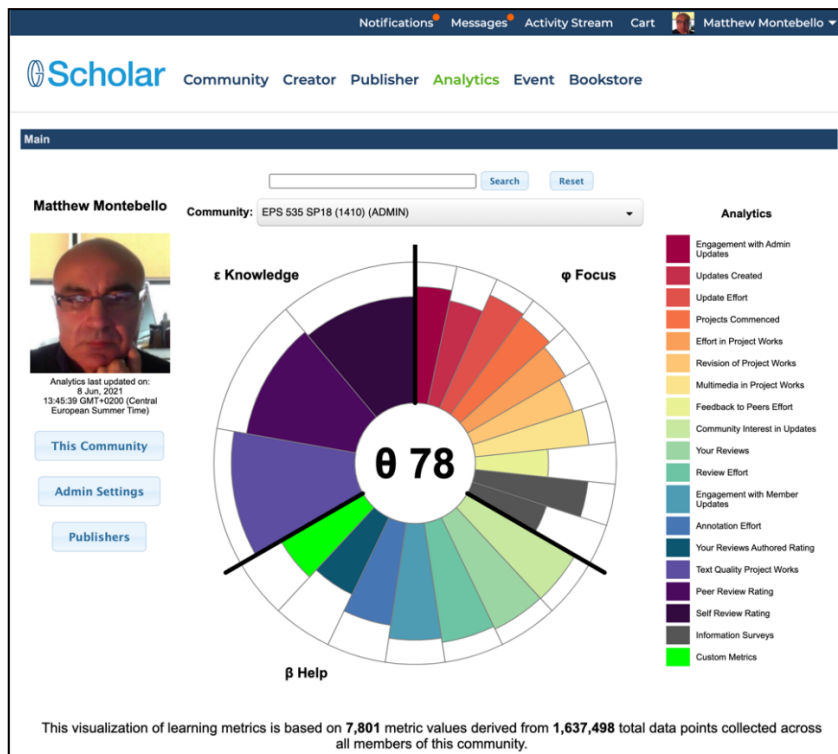 Notifications Messages Activity Stream Cart Matthew Montebello
Scholar Community Creator Publisher Analytics Event Bookstore
Main
Search Reset
Matthew Montebello
Community: EPS 535 SP18 (1410) (ADMIN)
Analytics last updated on:
8 Jun, 2021
13:45:39 GMT+0200 (Central
European Summer Time)
This Community
Admin Settings
Publishers
ε Knowledge
φ Focus
θ 78
β Help
Analytics
Engagement with Admin
Updates
Updates Created
Update Effort
Projects Commenced
Effort in Project Works
Revision of Project Works
Multimedia in Project Works
Feedback to Peers Effort
Community Interest in Updates
Your Reviews
Review Effort
Engagement with Member
Updates
Annotation Effort
Your Reviews Authored Rating
Text Quality Project Works
Peer Review Rating
Self Review Rating
Information Surveys
Custom Metrics
This visualization of learning metrics is based on 7,801 metric values derived from 1,637,498 total data points collected across
all members of this community.